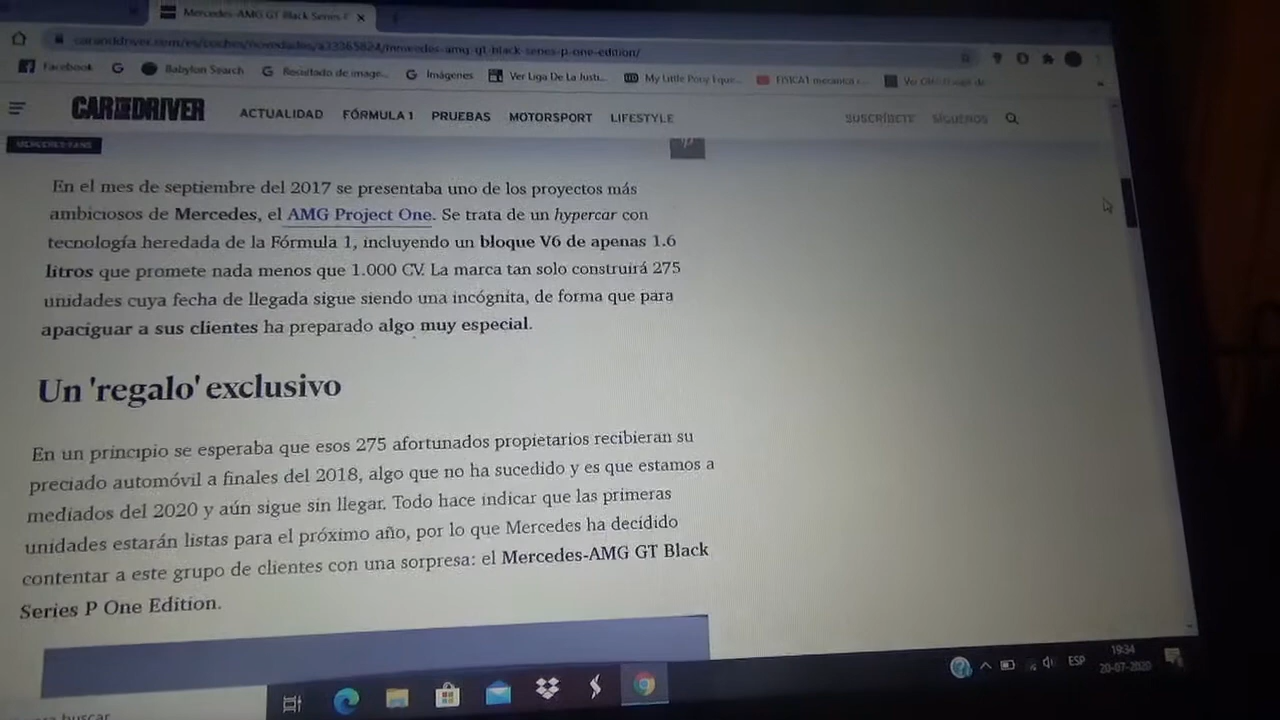 Mercedes-AMG GT Black Series P
caranddriver.com/es/coches/novedades/a33365824/mercedes-amg-gt-black-series-p-one-edition/
Facebook
Babylon Search
Resultado de image...
Imágenes
Ver Liga De La Justi...
My Little Pony Eque...
FISICA1 mecanica
CAR AND DRIVER
ACTUALIDAD
FÓRMULA 1
PRUEBAS
MOTORSPORT
LIFESTYLE
SUSCRÍBETE
SÍGUENOS
MERCEDES-FANS
En el mes de septiembre del 2017 se presentaba uno de los proyectos más
ambiciosos de Mercedes, el AMG Project One. Se trata de un hypercar con
tecnología heredada de la Fórmula 1, incluyendo un bloque V6 de apenas 1.6
litros que promete nada menos que 1.000 CV. La marca tan solo construirá 275
unidades cuya fecha de llegada sigue siendo una incógnita, de forma que para
apaciguar a sus clientes ha preparado algo muy especial.
Un 'regalo' exclusivo
En un principio se esperaba que esos 275 afortunados propietarios recibieran su
preciado automóvil a finales del 2018, algo que no ha sucedido y es que estamos a
mediados del 2020 y aún sigue sin llegar. Todo hace indicar que las primeras
unidades estarán listas para el próximo año, por lo que Mercedes ha decidido
contentar a este grupo de clientes con una sorpresa: el Mercedes-AMG GT Black
Series P One Edition.
buscar
ESP
19:34
20-07-2020